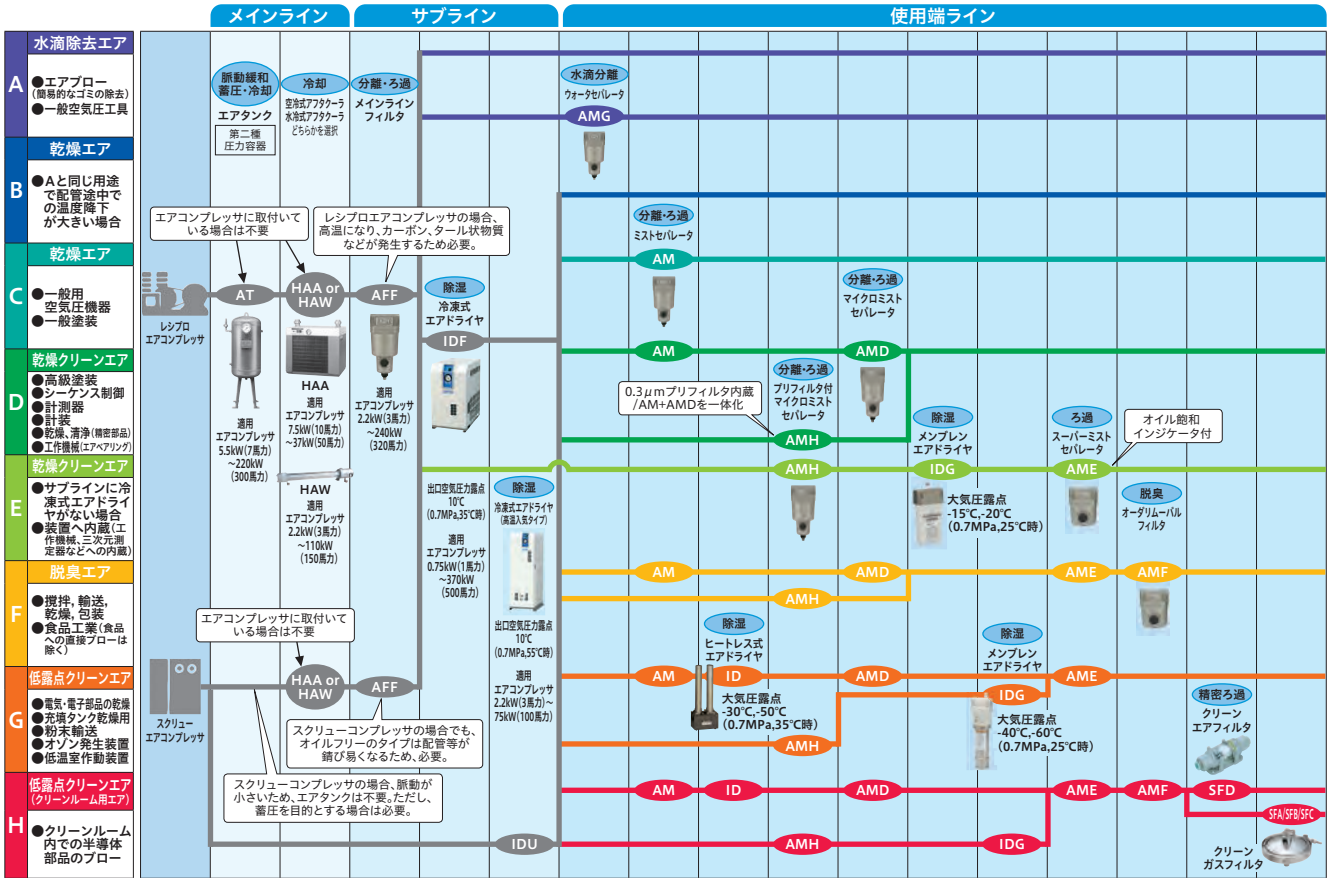 メインライン
サブライン
使用端ライン
A
水滴除去エア
●エアブロー
(簡易的なゴミの除去)
●一般空気圧工具
B
乾燥エア
●Aと同じ用途
で配管途中で
の温度降下
が大きい場合
C
乾燥エア
●一般用
空気圧機器
●一般塗装
D
乾燥クリーンエア
●高級塗装
●シーケンス制御
●計測器
●計装
●乾燥、清浄(精密部品)
●工作機械(エアベアリング)
E
乾燥クリーンエア
●サブラインに冷
凍式エアドライ
ヤがない場合
●装置へ内蔵(工
作機械、三次元測
定器などへの内蔵)
F
脱臭エア
●撹拌，輸送，
乾燥，包装
●食品工業(食品
への直接ブローは
除く)
G
低露点クリーンエア
●電気・電子部品の乾燥
●充填タンク乾燥用
●粉末輸送
●オゾン発生装置
●低温室作動装置
H
低露点クリーンエア
(クリーンルーム用エア)
●クリーンルーム
内での半導体
部品のブロー
レシプロ
エアコンプレッサ
スクリュー
エアコンプレッサ
脈動緩和
蓄圧・冷却
エアタンク
第二種
圧力容器
冷却
空冷式アフタクーラ
水冷式アフタクーラ
どちらかを選択
分離・ろ過
メインライン
フィルタ
エアコンプレッサに取付いて
いる場合は不要
レシプロエアコンプレッサの場合、
高温になり、カーボン、タール状物質
などが発生するため必要。
AT
HAA or
HAW
AFF
適用
エアコンプレッサ
5.5kW(7馬力)
～220kW
(300馬力)
HAA
適用
エアコンプレッサ
7.5kW(10馬力)
～37kW(50馬力)
HAW
適用
エアコンプレッサ
2.2kW(3馬力)
～110kW
(150馬力)
適用
エアコンプレッサ
2.2kW(3馬力)
～240kW
(320馬力)
除湿
冷凍式
エアドライヤ
IDF
出口空気圧力露点
10℃
(0.7MPa,35℃時)
適用
エアコンプレッサ
0.75kW(1馬力)
～370kW
(500馬力)
除湿
冷凍式エアドライヤ
(高温入気タイプ)
出口空気圧力露点
10℃
(0.7MPa,55℃時)
適用
エアコンプレッサ
2.2kW(3馬力)～
75kW(100馬力)
IDU
エアコンプレッサに取付いて
いる場合は不要
HAA or
HAW
AFF
スクリューコンプレッサの場合でも、
オイルフリーのタイプは配管等が
錆び易くなるため、必要。
スクリューコンプレッサの場合、脈動が
小さいため、エアタンクは不要。ただし、
蓄圧を目的とする場合は必要。
水滴分離
ウォータセパレータ
AMG
分離・ろ過
ミストセパレータ
AM
分離・ろ過
マイクロミスト
セパレータ
AM
AMD
0.3μmプリフィルタ内蔵
/AM+AMDを一体化
分離・ろ過
プリフィルタ付
マイクロミスト
セパレータ
AMH
除湿
メンブレン
エアドライヤ
ろ過
スーパーミスト
セパレータ
オイル飽和
インジケータ付
AMH
IDG
AME
大気圧露点
-15℃,-20℃
(0.7MPa,25℃時)
脱臭
オーダリムーバル
フィルタ
AM
AMD
AME
AMF
AMH
除湿
ヒートレス式
エアドライヤ
除湿
メンブレン
エアドライヤ
AM
ID
AMD
AME
IDG
大気圧露点
-30℃,-50℃
(0.7MPa,35℃時)
AMH
大気圧露点
-40℃,-60℃
(0.7MPa,25℃時)
精密ろ過
クリーン
エアフィルタ
AM
ID
AMD
AME
AMF
SFD
SFA/SFB/SFC
AMH
IDG
クリーン
ガスフィルタ